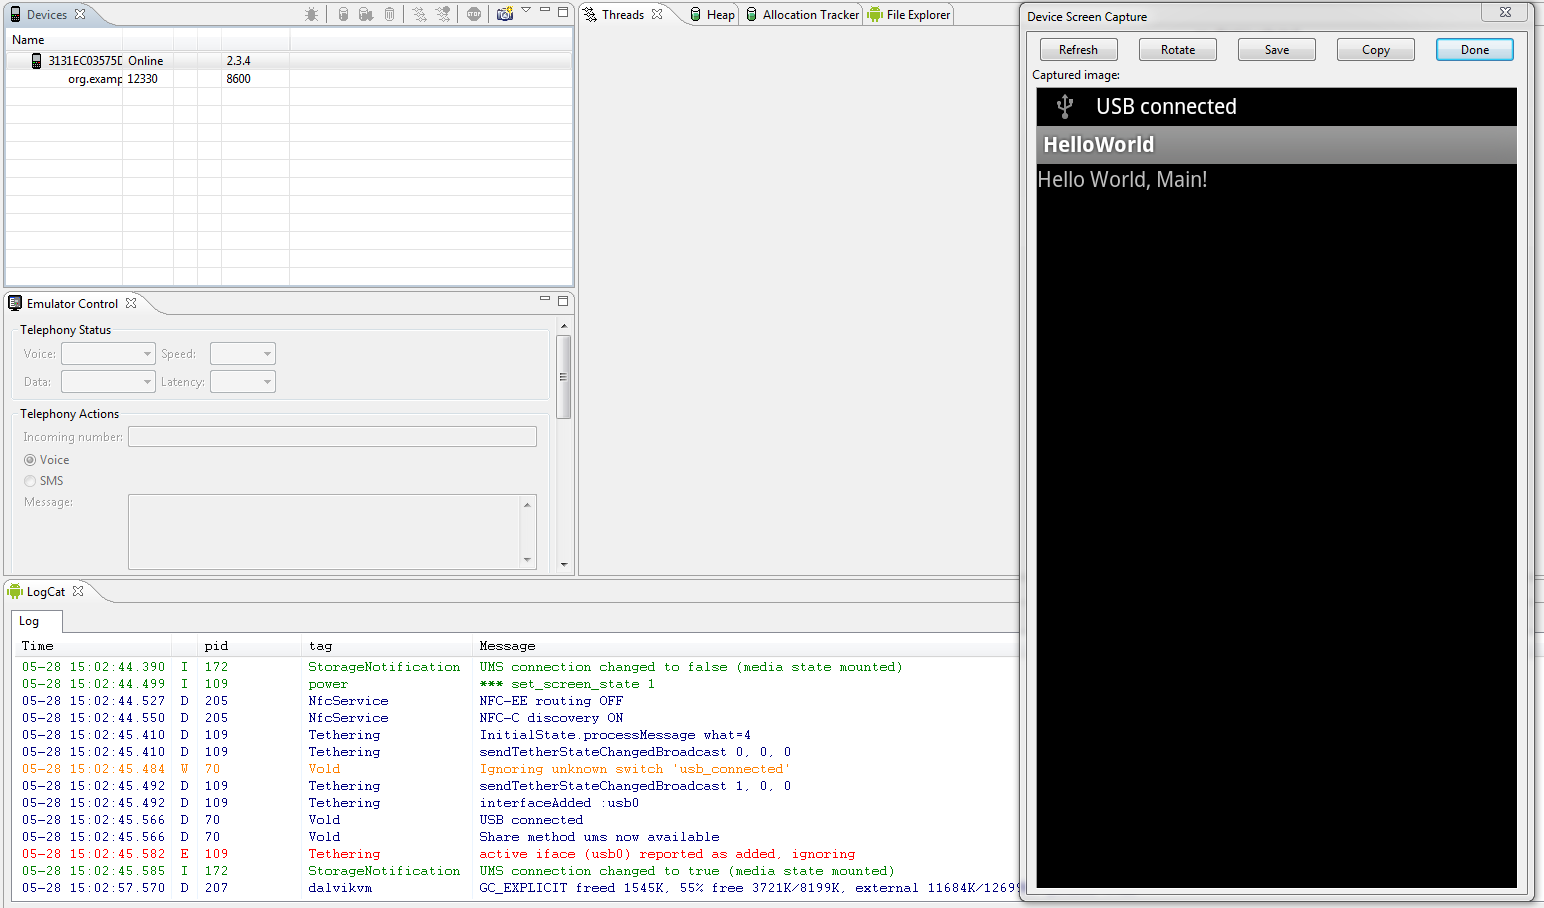 Devices
Name
3131EC03575D Online 2.3.4
org.examp 12330 8600
Emulator Control
Telephony Status
Voice: Speed:
Data: Latency:
Telephony Actions
Incoming number:
Voice
SMS
Message:
Threads Heap Allocation Tracker File Explorer
Device Screen Capture
Refresh Rotate Save Copy Done
Captured image:
USB connected
HelloWorld
Hello World, Main!
LogCat
Log
Time pid tag Message
05-28 15:02:44.390 I 172 StorageNotification UMS connection changed to false (media state mounted)
05-28 15:02:44.499 I 109 power *** set_screen_state 1
05-28 15:02:44.527 D 205 NfcService NFC-EE routing OFF
05-28 15:02:44.550 D 205 NfcService NFC-C discovery ON
05-28 15:02:45.410 D 109 Tethering InitialState.processMessage what=4
05-28 15:02:45.410 D 109 Tethering sendTetherStateChangedBroadcast 0, 0, 0
05-28 15:02:45.484 W 70 Vold Ignoring unknown switch 'usb_connected'
05-28 15:02:45.492 D 109 Tethering sendTetherStateChangedBroadcast 1, 0, 0
05-28 15:02:45.492 D 109 Tethering interfaceAdded :usb0
05-28 15:02:45.566 D 70 Vold USB connected
05-28 15:02:45.566 D 70 Vold Share method ums now available
05-28 15:02:45.582 E 109 Tethering active iface (usb0) reported as added, ignoring
05-28 15:02:45.585 I 172 StorageNotification UMS connection changed to true (media state mounted)
05-28 15:02:57.570 D 207 dalvikvm GC_EXPLICIT freed 1545K, 55% free 3721K/8199K, external 11684K/12699